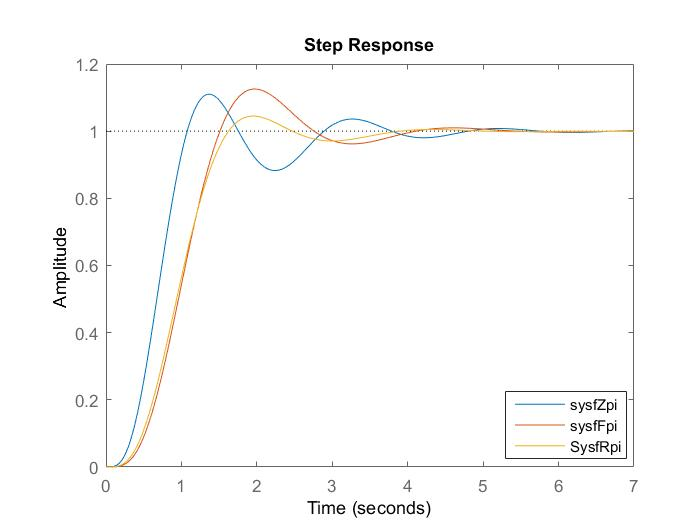 Step Response
1.2
1
0.8
0.6
0.4
0.2
0
Amplitude
0 1 2 3 4 5 6 7
Time (seconds)
sysfZpi
sysfFpi
SysfRpi